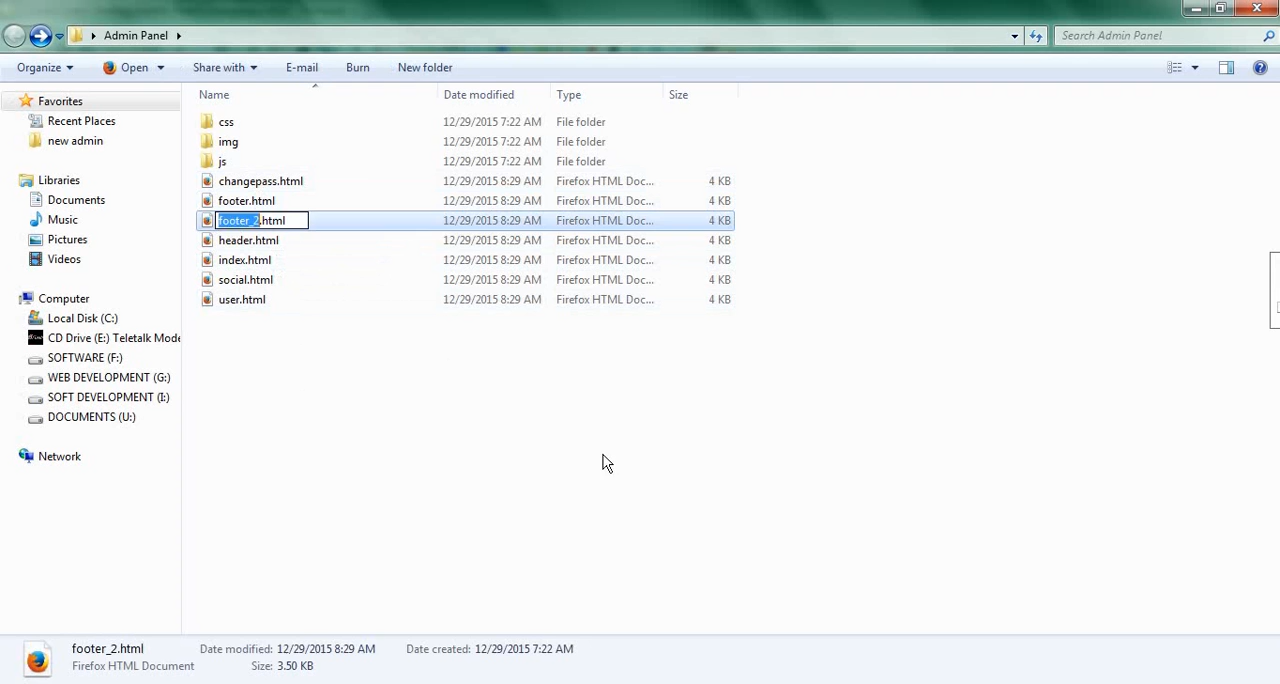 Admin Panel
Search Admin Panel
Organize Open Share with E-mail Burn New folder
Name Date modified Type Size
Favorites
Recent Places
new admin
Libraries
Documents
Music
Pictures
Videos
Computer
Local Disk (C:)
CD Drive (E:) Teletalk Mode
SOFTWARE (F:)
WEB DEVELOPMENT (G:)
SOFT DEVELOPMENT (I:)
DOCUMENTS (U:)
Network
css 12/29/2015 7:22 AM File folder
img 12/29/2015 7:22 AM File folder
js 12/29/2015 7:22 AM File folder
changepass.html 12/29/2015 8:29 AM Firefox HTML Doc... 4 KB
footer.html 12/29/2015 8:29 AM Firefox HTML Doc... 4 KB
footer_2.html 12/29/2015 8:29 AM Firefox HTML Doc... 4 KB
header.html 12/29/2015 8:29 AM Firefox HTML Doc... 4 KB
index.html 12/29/2015 8:29 AM Firefox HTML Doc... 4 KB
social.html 12/29/2015 8:29 AM Firefox HTML Doc... 4 KB
user.html 12/29/2015 8:29 AM Firefox HTML Doc... 4 KB
footer_2.html Date modified: 12/29/2015 8:29 AM Date created: 12/29/2015 7:22 AM
Firefox HTML Document Size: 3.50 KB